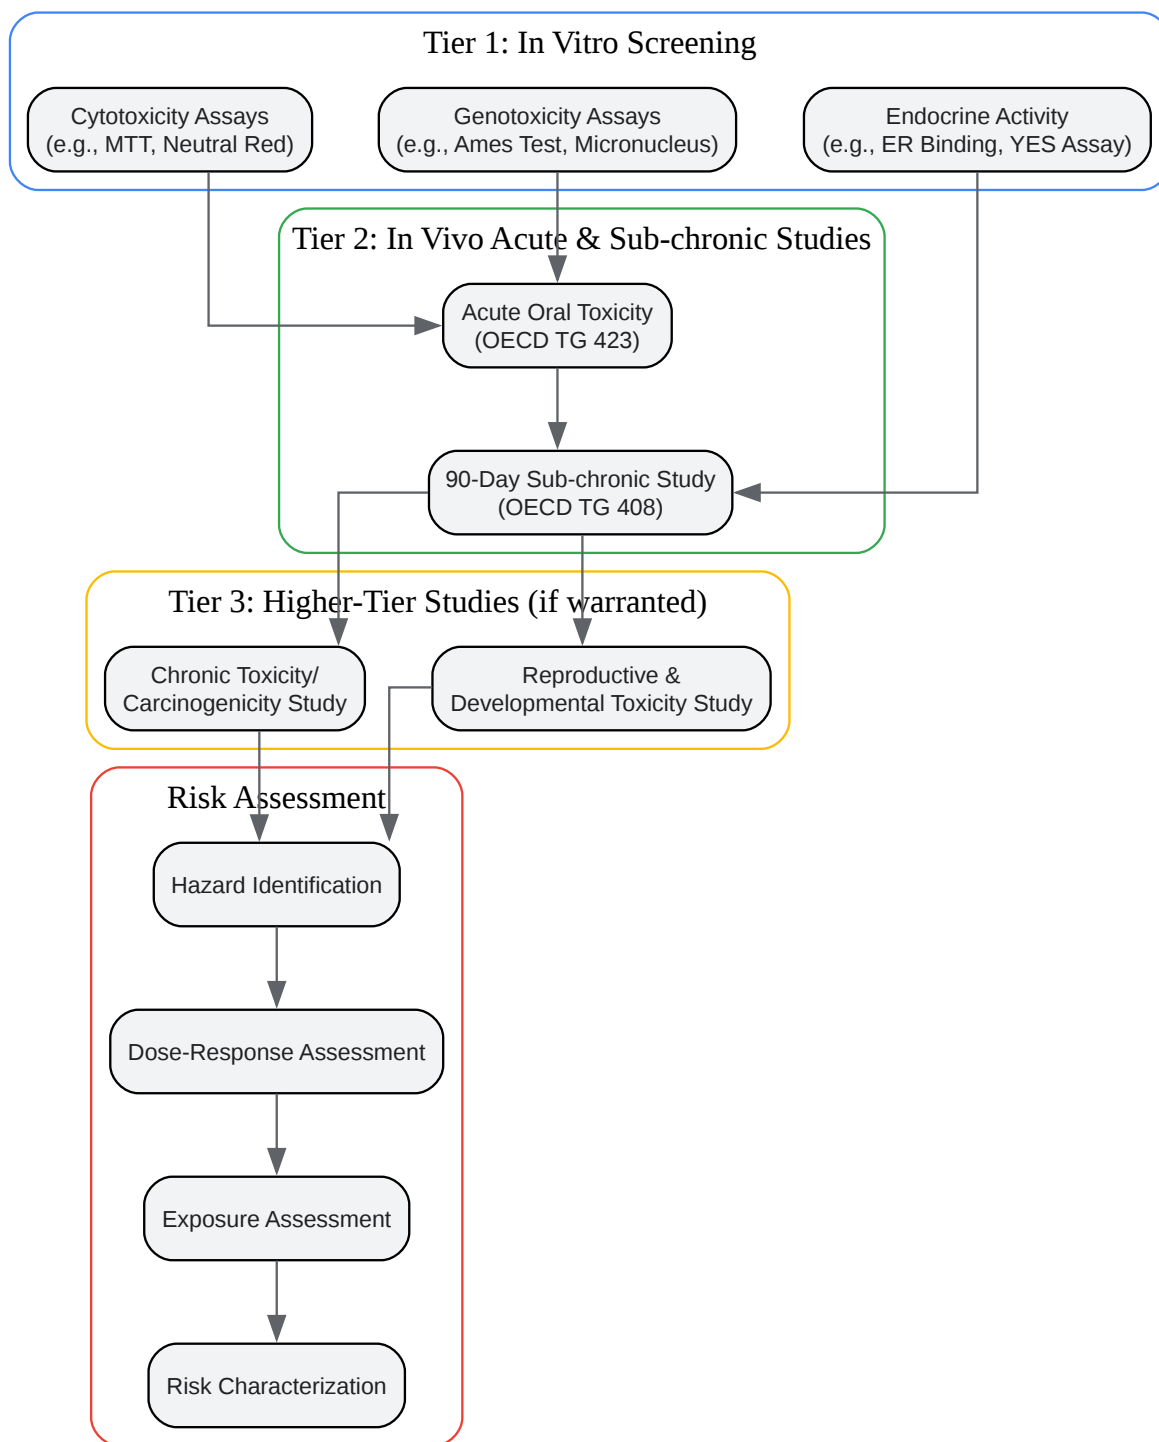 Tier 1: In Vitro Screening
Cytotoxicity Assays
(e.g., MTT, Neutral Red)
Genotoxicity Assays
(e.g., Ames Test, Micronucleus)
Endocrine Activity
(e.g., ER Binding, YES Assay)
Tier 2: In Vivo Acute & Sub-chronic Studies
Acute Oral Toxicity
(OECD TG 423)
90-Day Sub-chronic Study
(OECD TG 408)
Tier 3: Higher-Tier Studies (if warranted)
Chronic Toxicity/
Carcinogenicity Study
Reproductive &
Developmental Toxicity Study
Risk Assessment
Hazard Identification
Dose-Response Assessment
Exposure Assessment
Risk Characterization